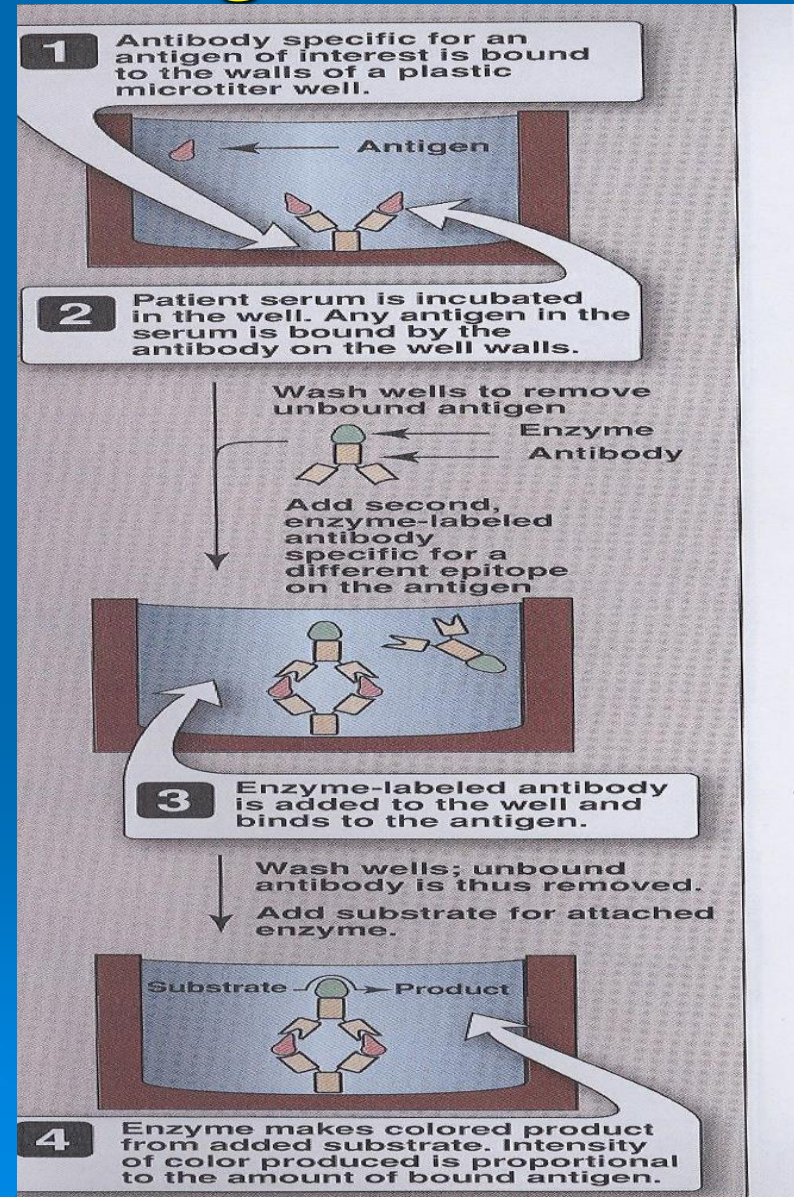 1
Antibody specific for an
antigen of interest is bound
to the walls of a plastic
microtiter well.
Antigen
2
Patient serum is incubated
in the well. Any antigen in the
serum is bound by the
antibody on the well walls.
Wash wells to remove
unbound antigen
Enzyme
Antibody
Add second,
enzyme-labeled
antibody
specific for a
different epitope
on the antigen
3
Enzyme-labeled antibody
is added to the well and
binds to the antigen.
Wash wells; unbound
antibody is thus removed.
Add substrate for attached
enzyme.
Substrate
Product
4
Enzyme makes colored product
from added substrate. Intensity
of color produced is proportional
to the amount of bound antigen.